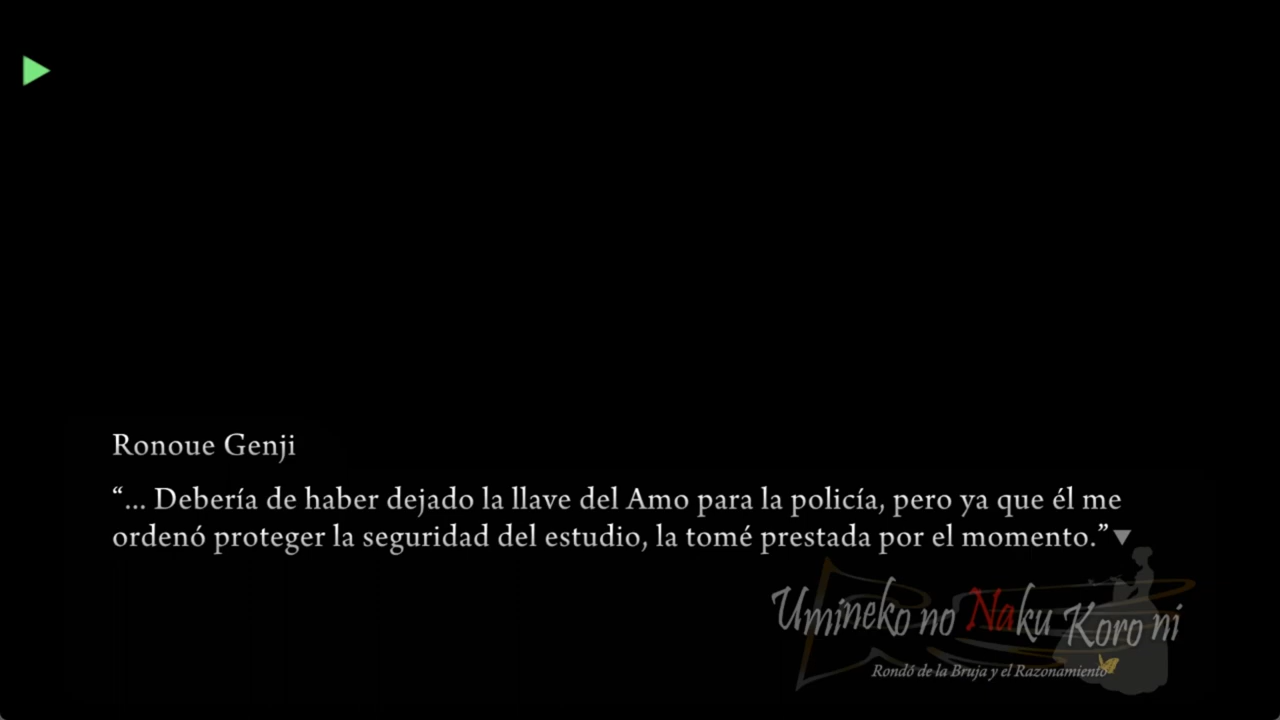 Ronoue Genji
“... Debería de haber dejado la llave del Amo para la policía, pero ya que él me
ordenó proteger la seguridad del estudio, la tomé prestada por el momento.”
Umineko no Naku Koro ni
Rondó de la Bruja y el Razonamiento